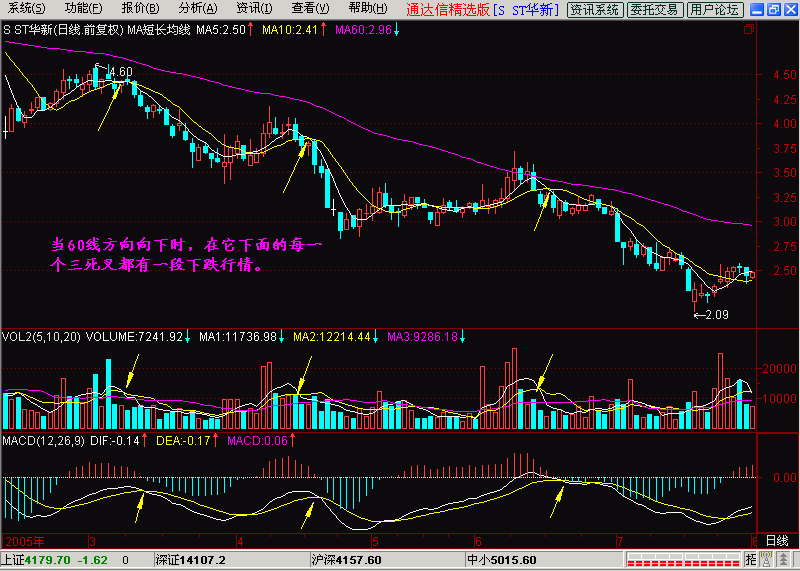 系统(S) 功能(F) 报价(B) 分析(A) 资讯(I) 查看(V) 帮助(H) 通达信精选版[S ST华新] 资讯系统 委托交易 用户论坛
S ST华新(日线.前复权) MA短长均线 MA5:2.50↑ MA10:2.41↑ MA60:2.96↓
4.60
4.50
4.25
4.00
3.75
3.50
3.25
3.00
2.75
2.50
当60线方向向下时，在它下面的每一
个三死叉都有一段下跌行情。
←2.09
VOL2(5,10,20) VOLUME:7241.92↓ MA1:11736.98↓ MA2:12214.44↓ MA3:9286.18↓
20000
10000
MACD(12,26,9) DIF:-0.14↑ DEA:-0.17↑ MACD:0.06↑
0.00
2005年 3 4 5 6 7 8 日线
上证4179.70 -1.62 0 深证14107.2 沪深4157.60 中小5015.60 招